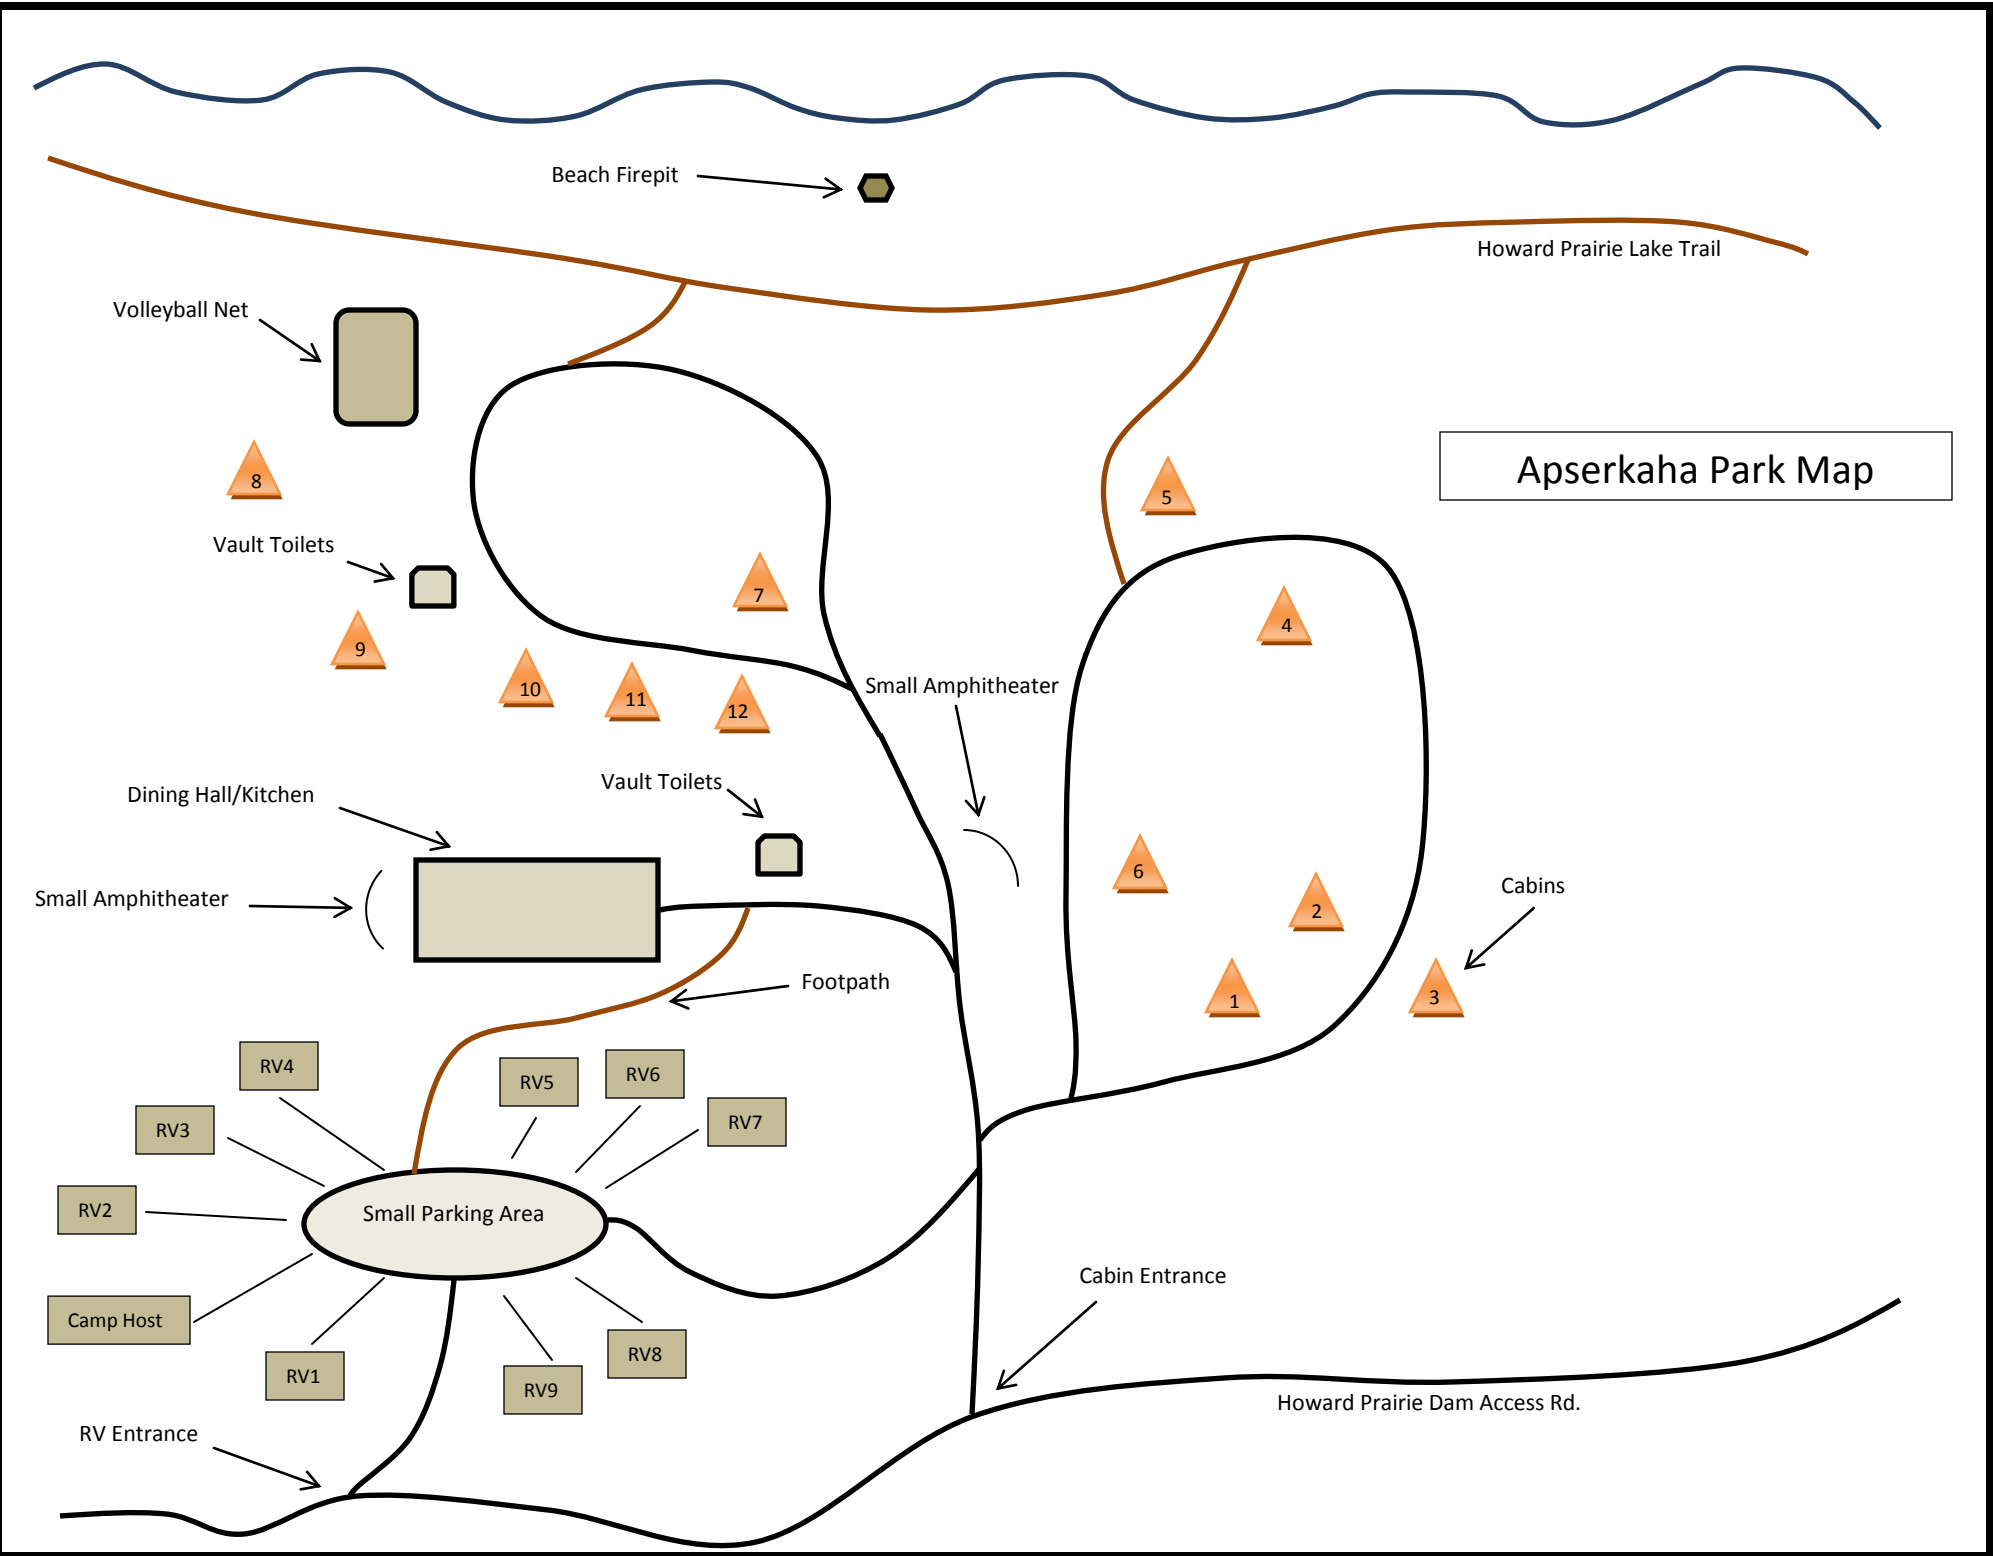 Beach Firepit
Howard Prairie Lake Trail
Volleyball Net
Apserkaha Park Map
8
5
Vault Toilets
7
4
9
10
11
12
Small Amphitheater
Vault Toilets
Dining Hall/Kitchen
6
2
Cabins
Small Amphitheater
1
3
Footpath
RV4
RV5
RV6
RV3
RV7
RV2
Small Parking Area
Cabin Entrance
Camp Host
RV1
RV9
RV8
Howard Prairie Dam Access Rd.
RV Entrance